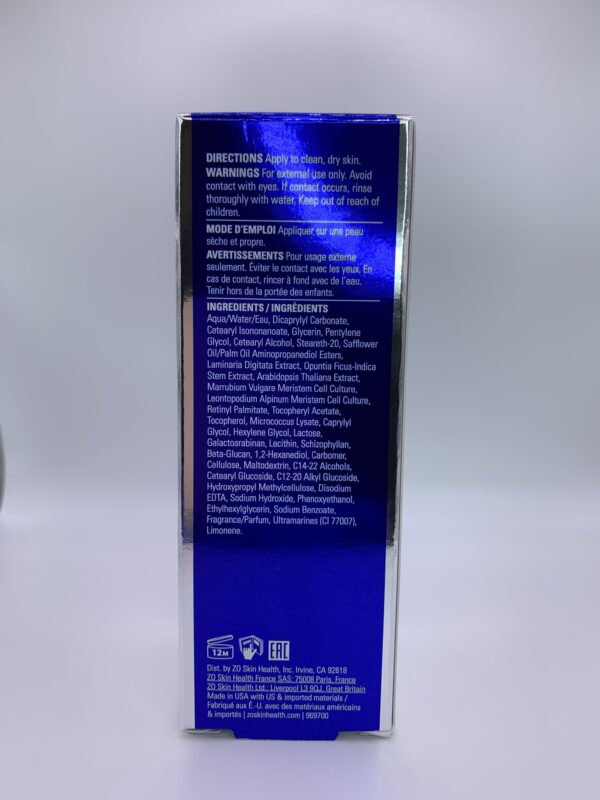 DIRECTIONS Apply to clean, dry skin.
WARNINGS For external use only. Avoid
contact with eyes. If contact occurs, rinse
thoroughly with water. Keep out of reach of
children.
MODE D'EMPLOI Appliquer sur une peau
sèche et propre.
AVERTISSEMENTS Pour usage externe
seulement. Éviter le contact avec les yeux. En
cas de contact, rincer à fond avec de l'eau.
Tenir hors de la portée des enfants.
INGREDIENTS / INGRÉDIENTS
Aqua/Water/Eau, Dicaprylyl Carbonate,
Cetearyl Isononanoate, Glycerin, Pentylene
Glycol, Cetearyl Alcohol, Steareth-20, Safflower
Oil/Palm Oil Aminopropanediol Esters,
Laminaria Digitata Extract, Opuntia Ficus-Indica
Stem Extract, Arabidopsis Thaliana Extract,
Marrubium Vulgare Meristem Cell Culture,
Leontopodium Alpinum Meristem Cell Culture,
Retinyl Palmitate, Tocopheryl Acetate,
Tocopherol, Micrococcus Lysate, Caprylyl
Glycol, Hexylene Glycol, Lactose,
Galactoarabinan, Lecithin, Schizophyllan,
Beta-Glucan, 1,2-Hexanediol, Carbomer,
Cellulose, Maltodextrin, C14-22 Alcohols,
Cetearyl Glucoside, C12-20 Alkyl Glucoside,
Hydroxypropyl Methylcellulose, Disodium
EDTA, Sodium Hydroxide, Phenoxyethanol,
Ethylhexylglycerin, Sodium Benzoate,
Fragrance/Parfum, Ultramarines (CI 77007),
Limonene.
12M EAC
Dist. by ZO Skin Health, Inc. Irvine, CA 92618
ZO Skin Health France SAS: 75008 Paris, France
ZO Skin Health Ltd.: Liverpool L3 9QJ, Great Britain
Made in USA with US & imported materials /
Fabriqué aux É.-U. avec des matériaux américains
& importés | zoskinhealth.com | 969700